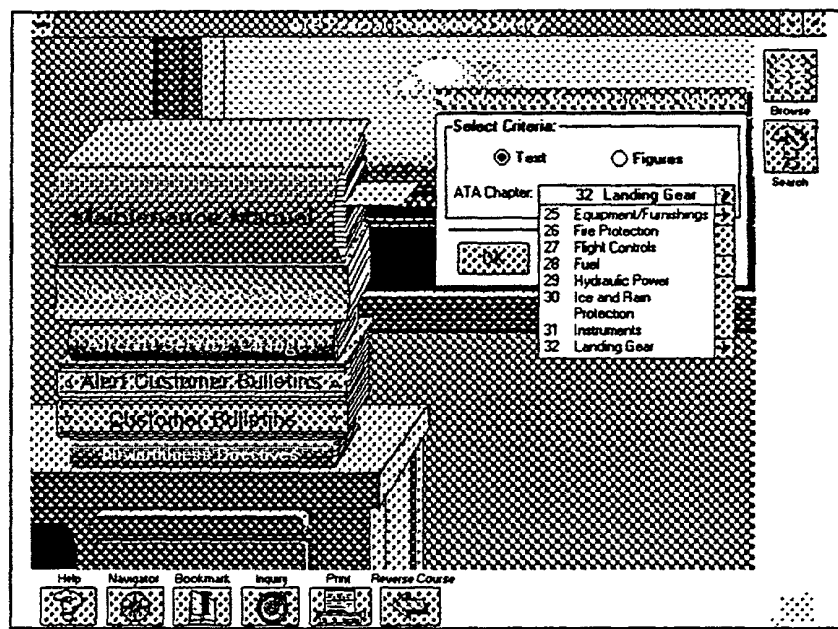 Browse
Search
Select Criteria:
Text
Figures
ATA Chapter:
32 Landing Gear
25 Equipment/Furnishings
26 Fire Protection
27 Flight Controls
28 Fuel
29 Hydraulic Power
30 Ice and Rain
Protection
31 Instruments
32 Landing Gear
OK
Maintenance Manual
Alert Customer Bulletins
Customer Bulletins
Airworthiness Directives
Help
Navigator
Bookmark
Inquiry
Print
Reverse Course